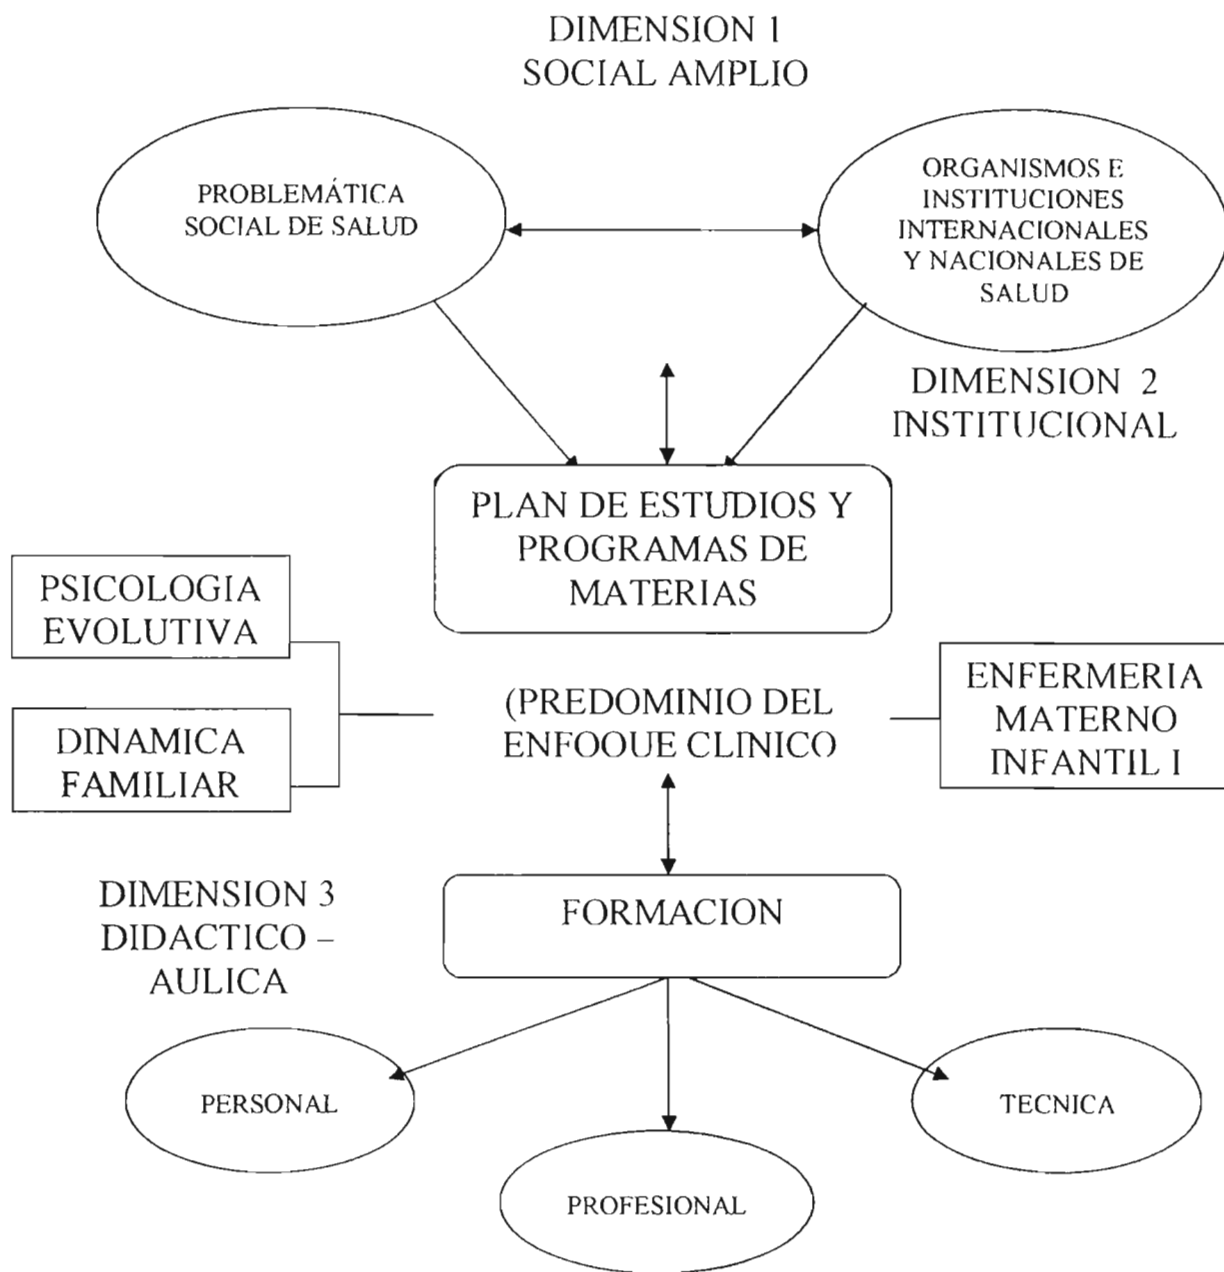 DIMENSION 1
SOCIAL AMPLIO
PROBLEMÁTICA
SOCIAL DE SALUD
ORGANISMOS E
INSTITUCIONES
INTERNACIONALES
Y NACIONALES DE
SALUD
DIMENSION 2
INSTITUCIONAL
PLAN DE ESTUDIOS Y
PROGRAMAS DE
MATERIAS
PSICOLOGIA
EVOLUTIVA
DINAMICA
FAMILIAR
(PREDOMINIO DEL
ENFOQUE CLINICO
ENFERMERIA
MATERNO
INFANTIL I
DIMENSION 3
DIDACTICO –
AULICA
FORMACION
PERSONAL
PROFESIONAL
TECNICA